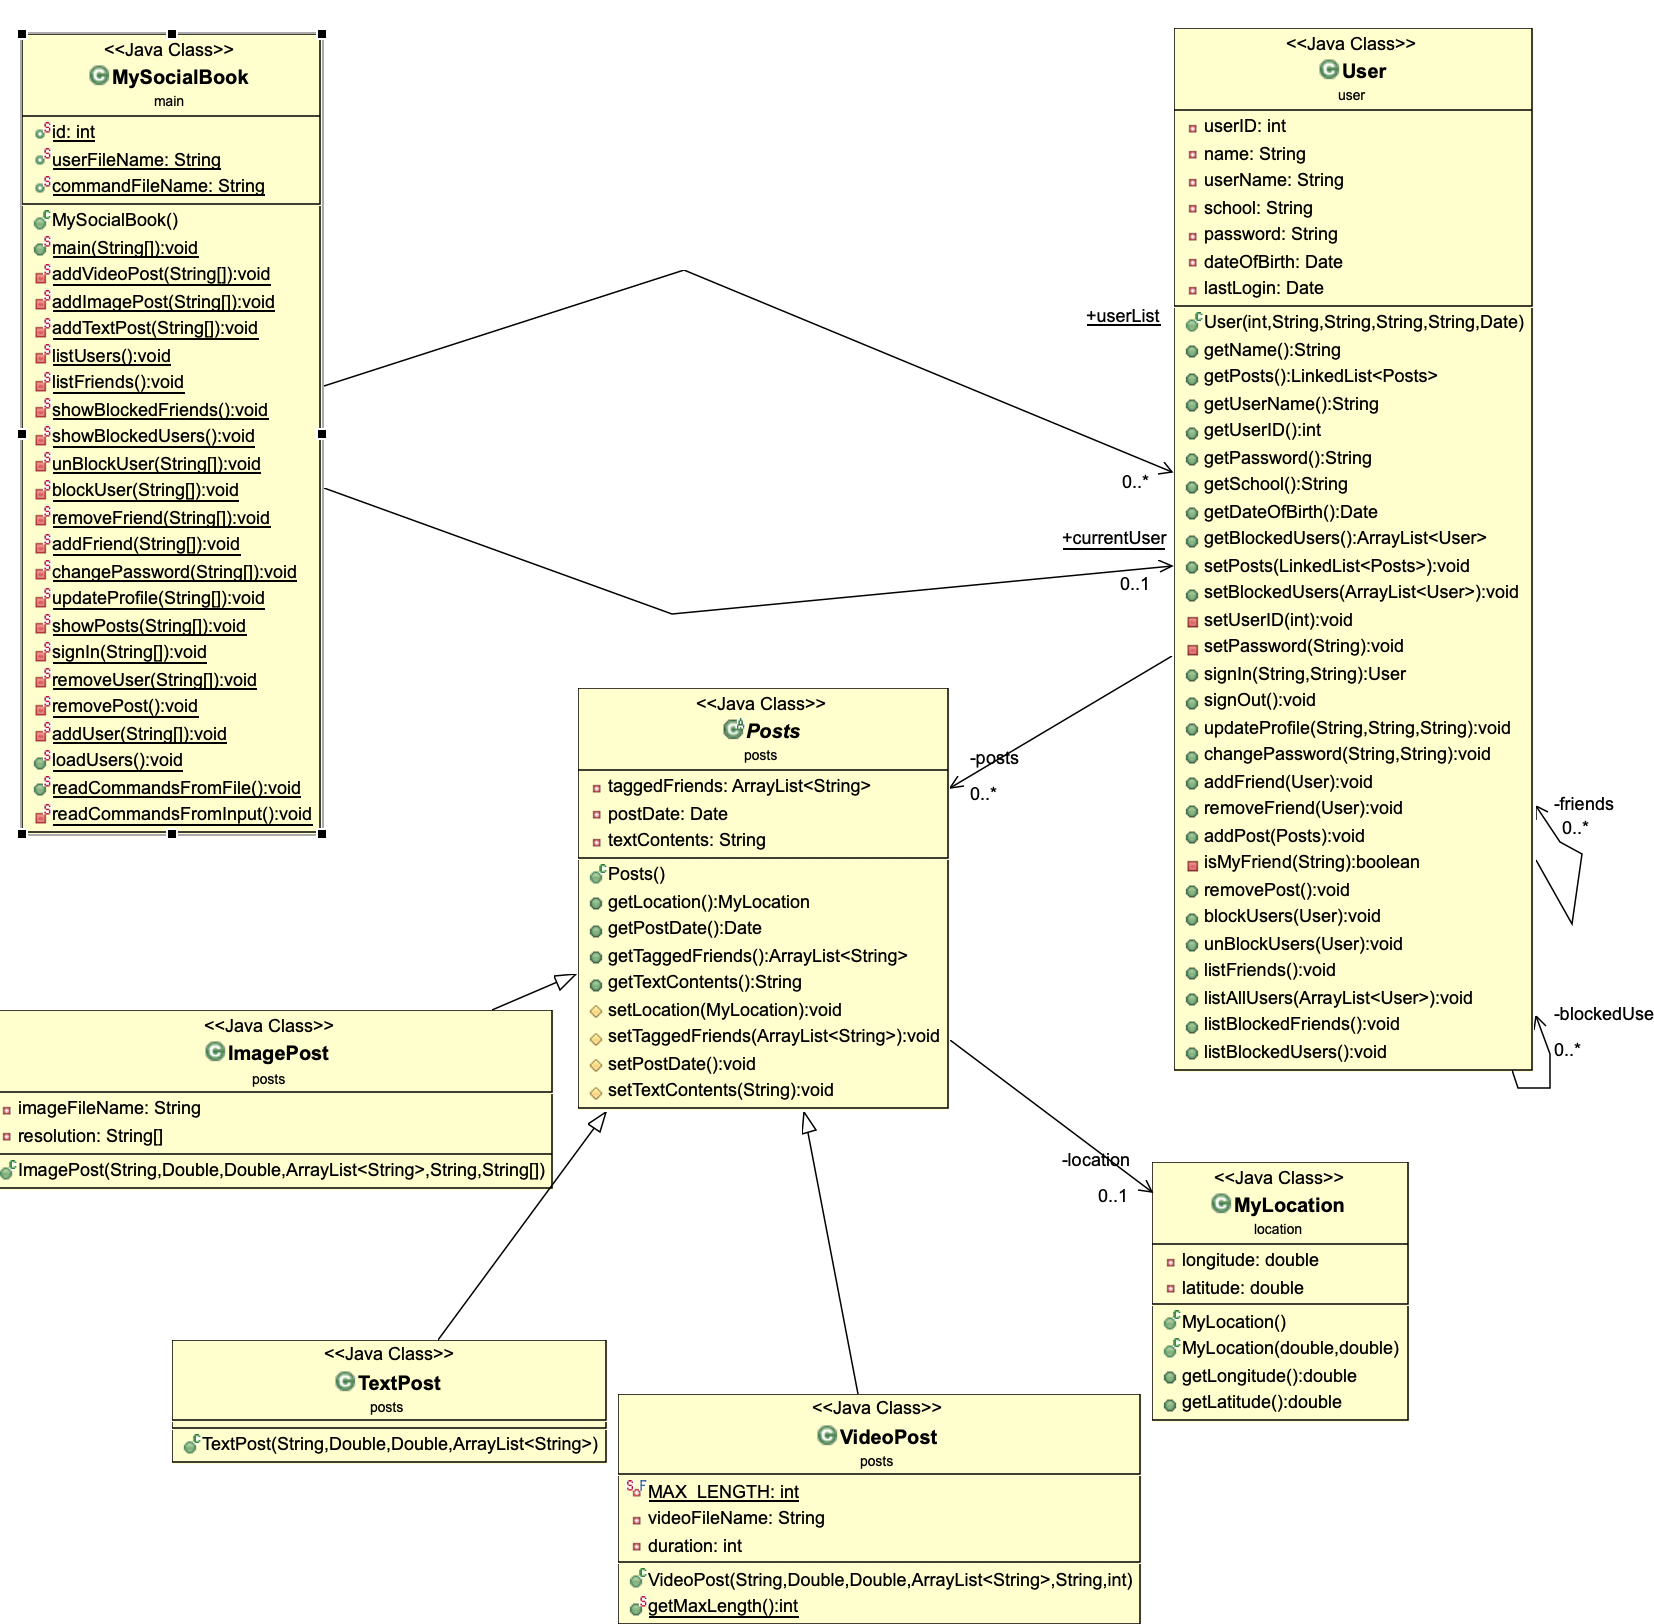 <<Java Class>>
MySocialBook
main
id: int
userFileName: String
commandFileName: String
MySocialBook()
main(String[]):void
addVideoPost(String[]):void
addImagePost(String[]):void
addTextPost(String[]):void
listUsers():void
listFriends():void
showBlockedFriends():void
showBlockedUsers():void
unBlockUser(String[]):void
blockUser(String[]):void
removeFriend(String[]):void
addFriend(String[]):void
changePassword(String[]):void
updateProfile(String[]):void
showPosts(String[]):void
signIn(String[]):void
removeUser(String[]):void
removePost():void
addUser(String[]):void
loadUsers():void
readCommandsFromFile():void
readCommandsFromInput():void
+userList
0..*
+currentUser
0..1
<<Java Class>>
User
user
userID: int
name: String
userName: String
school: String
password: String
dateOfBirth: Date
lastLogin: Date
User(int,String,String,String,String,Date)
getName():String
getPosts():LinkedList<Posts>
getUserName():String
getUserID():int
getPassword():String
getSchool():String
getDateOfBirth():Date
getBlockedUsers():ArrayList<User>
setPosts(LinkedList<Posts>):void
setBlockedUsers(ArrayList<User>):void
setUserID(int):void
setPassword(String):void
signIn(String,String):User
signOut():void
updateProfile(String,String,String):void
changePassword(String,String):void
addFriend(User):void
removeFriend(User):void
addPost(Posts):void
isMyFriend(String):boolean
removePost():void
blockUsers(User):void
unBlockUsers(User):void
listFriends():void
listAllUsers(ArrayList<User>):void
listBlockedFriends():void
listBlockedUsers():void
-friends
0..*
-blockedUse
0..*
-posts
0..*
<<Java Class>>
Posts
posts
taggedFriends: ArrayList<String>
postDate: Date
textContents: String
Posts()
getLocation():MyLocation
getPostDate():Date
getTaggedFriends():ArrayList<String>
getTextContents():String
setLocation(MyLocation):void
setTaggedFriends(ArrayList<String>):void
setPostDate():void
setTextContents(String):void
<<Java Class>>
ImagePost
posts
imageFileName: String
resolution: String[]
ImagePost(String,Double,Double,ArrayList<String>,String,String[])
-location
0..1
<<Java Class>>
MyLocation
location
longitude: double
latitude: double
MyLocation()
MyLocation(double,double)
getLongitude():double
getLatitude():double
<<Java Class>>
TextPost
posts
TextPost(String,Double,Double,ArrayList<String>)
<<Java Class>>
VideoPost
posts
MAX_LENGTH: int
videoFileName: String
duration: int
VideoPost(String,Double,Double,ArrayList<String>,String,int)
getMaxLength():int